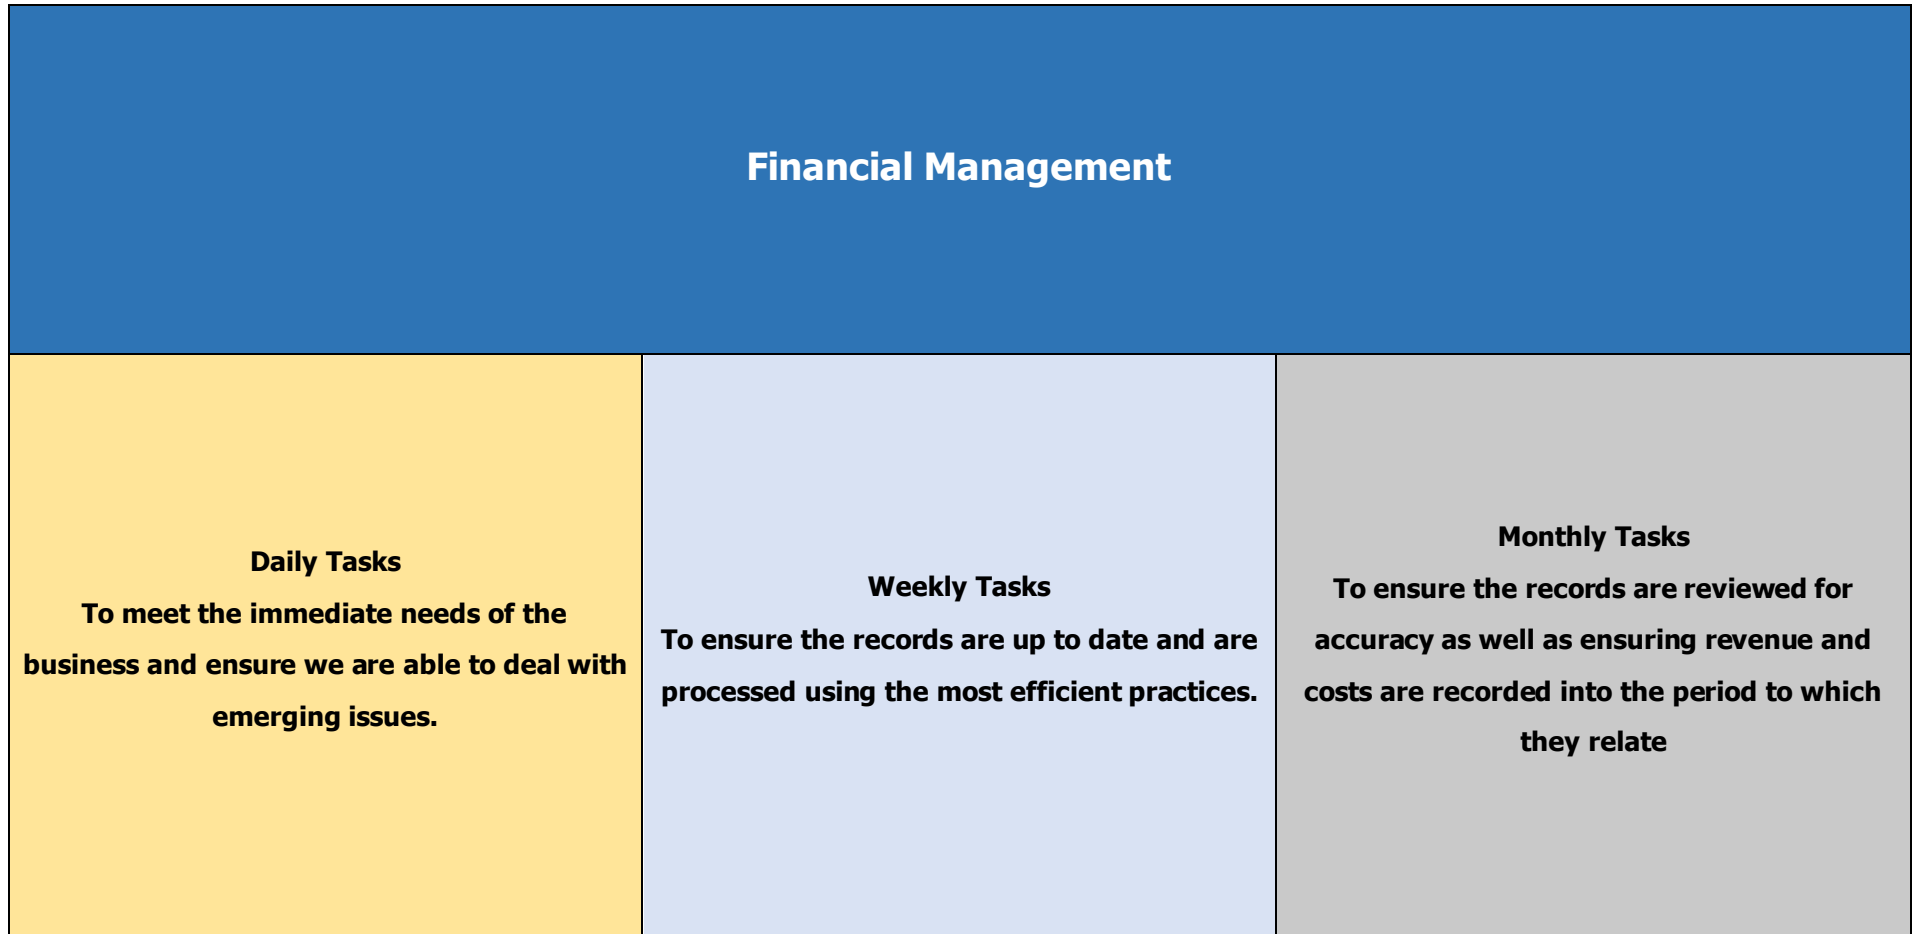 Financial Management
Daily Tasks
To meet the immediate needs of the
business and ensure we are able to deal with
emerging issues.
Weekly Tasks
To ensure the records are up to date and are
processed using the most efficient practices.
Monthly Tasks
To ensure the records are reviewed for
accuracy as well as ensuring revenue and
costs are recorded into the period to which
they relate